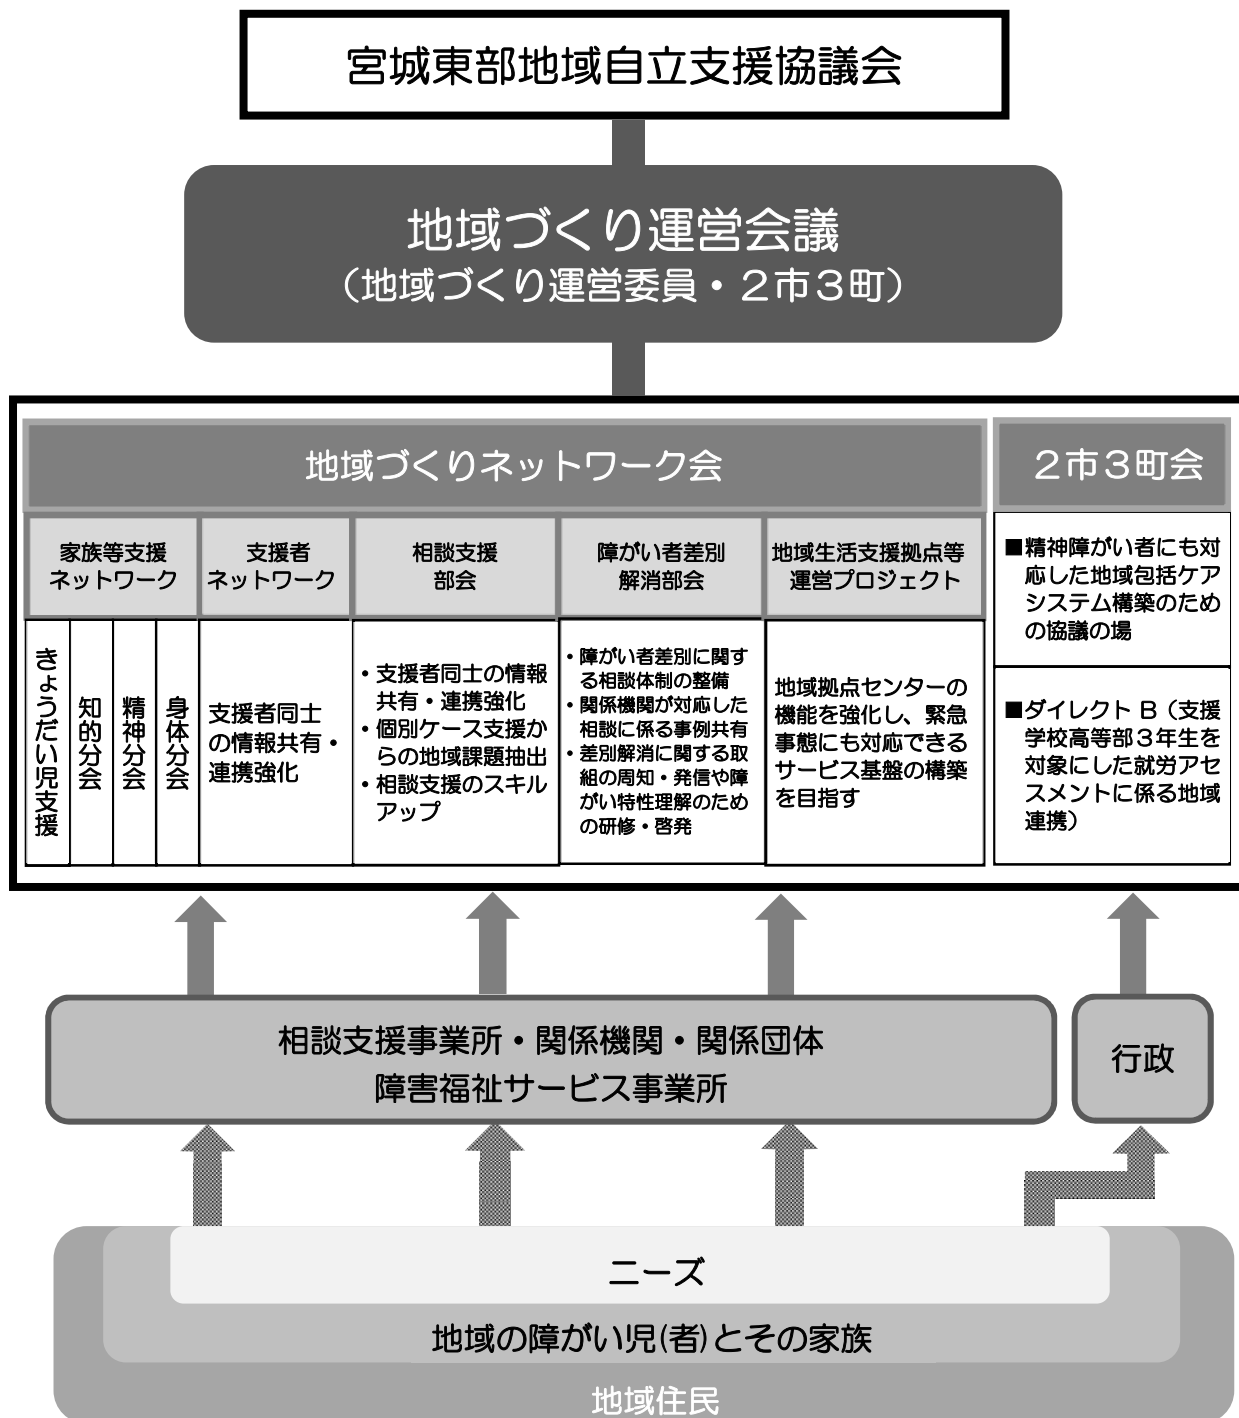 宮城東部地域自立支援協議会
地域づくり運営会議
（地域づくり運営委員・２市３町）
地域づくりネットワーク会
２市３町会
家族等支援
ネットワーク
支援者
ネットワーク
相談支援
部会
障がい者差別
解消部会
地域生活支援拠点等
運営プロジェクト
きょうだい児支援
知的分会
精神分会
身体分会
支援者同士
の情報共有・
連携強化
・支援者同士の情報
共有・連携強化
・個別ケース支援か
らの地域課題抽出
・相談支援のスキル
アップ
・障がい者差別に関す
る相談体制の整備
・関係機関が対応した
相談に係る事例共有
・差別解消に関する取
組の周知・発信や障
がい特性理解のため
の研修・啓発
地域拠点センターの
機能を強化し、緊急
事態にも対応できる
サービス基盤の構築
を目指す
■精神障がい者にも対
応した地域包括ケア
システム構築のため
の協議の場
■ダイレクト B（支援
学校高等部３年生を
対象にした就労アセ
スメントに係る地域
連携）
相談支援事業所・関係機関・関係団体
障害福祉サービス事業所
行政
ニーズ
地域の障がい児(者)とその家族
地域住民